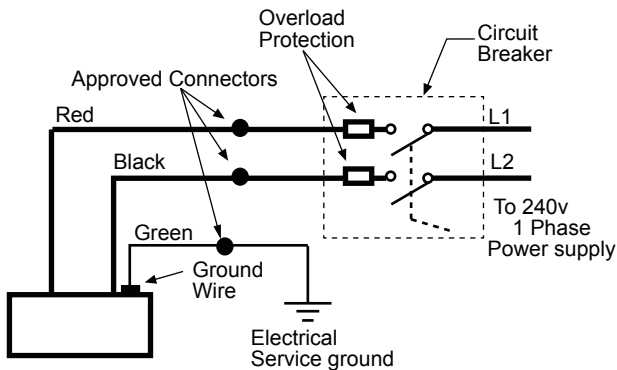 Overload
Protection
Circuit
Breaker
Approved Connectors
Red
L1
Black
L2
To 240v
1 Phase
Power supply
Green
Ground
Wire
Electrical
Service ground